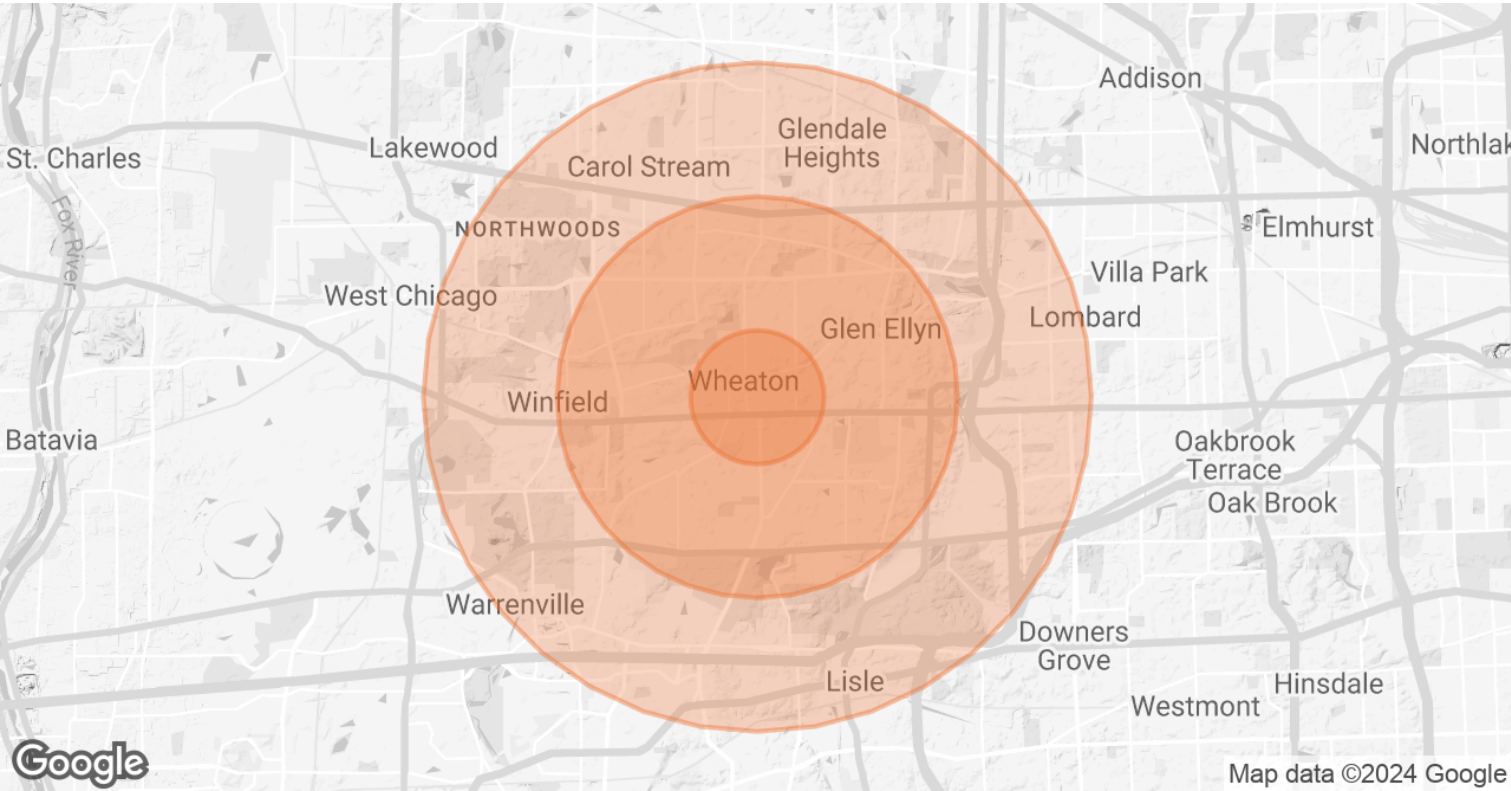 Addison
Glendale
Heights
Northlak
Lakewood
St. Charles
Carol Stream
Fox River
NORTHWOODS
Elmhurst
Villa Park
West Chicago
Lombard
Glen Ellyn
Wheaton
Winfield
Batavia
Oakbrook
Terrace
Oak Brook
Warrenville
Downers
Grove
Lisle
Hinsdale
Westmont
Google
Map data ©2024 Google